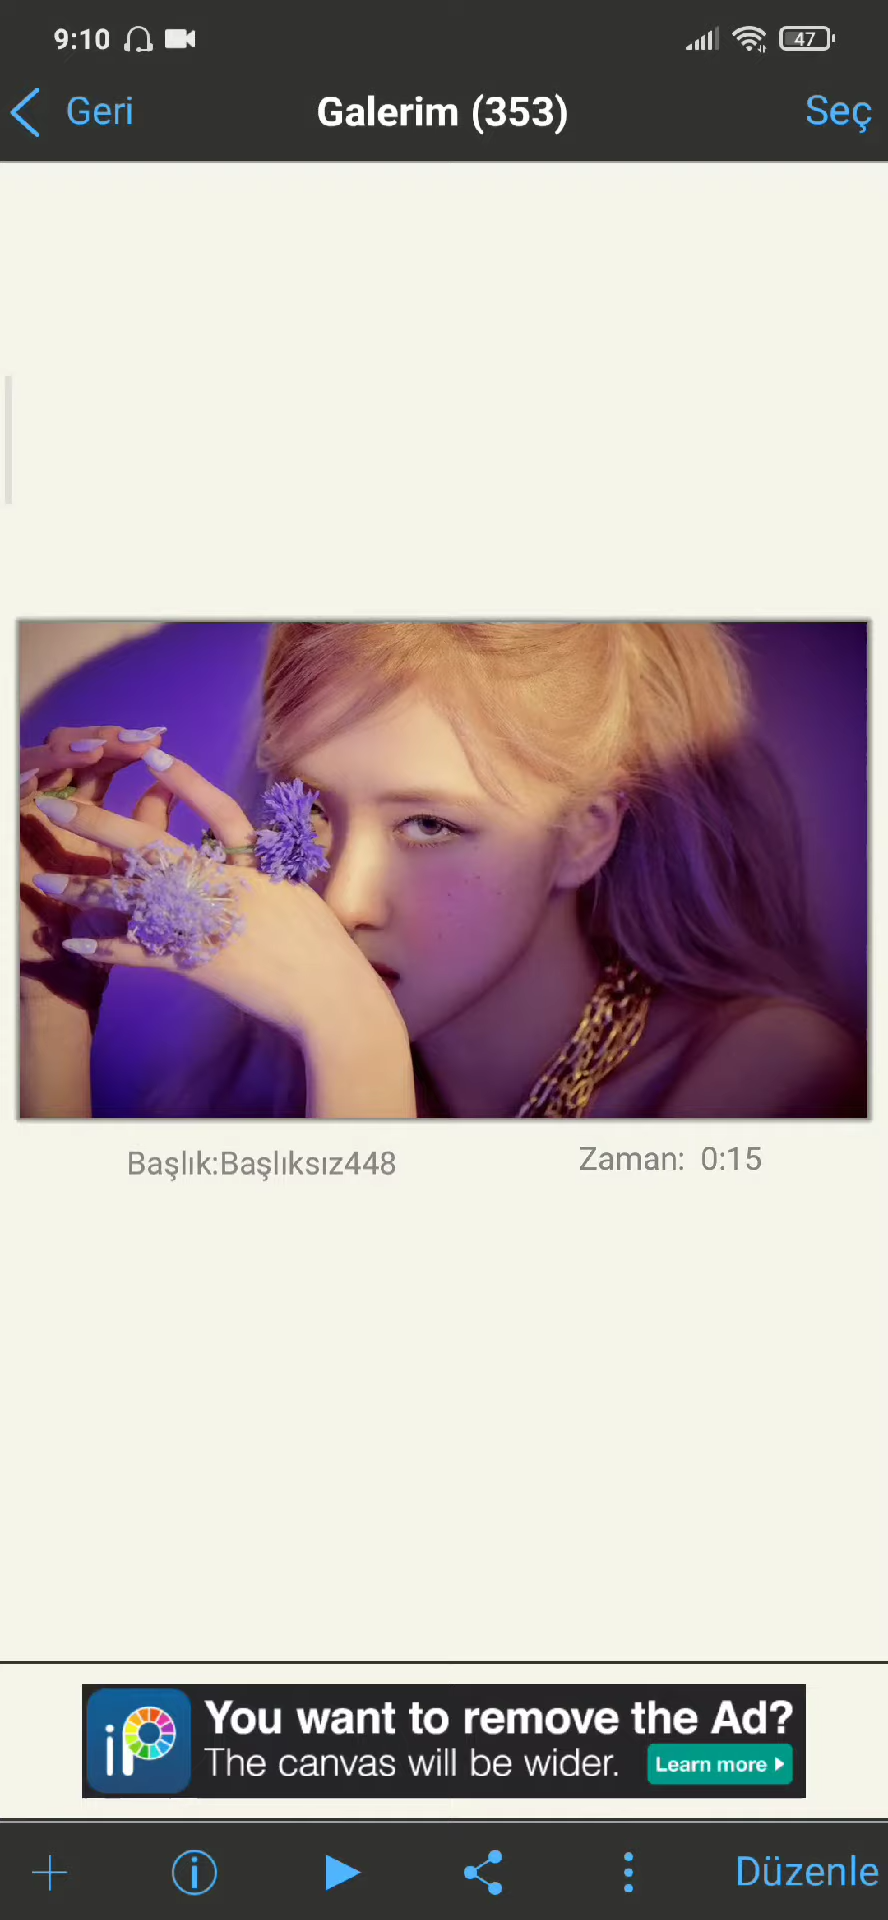 9:10
47
Geri
Galerim (353)
Seç
Başlık:Başlıksız448
Zaman: 0:15
iP
You want to remove the Ad?
The canvas will be wider.
Learn more
Düzenle